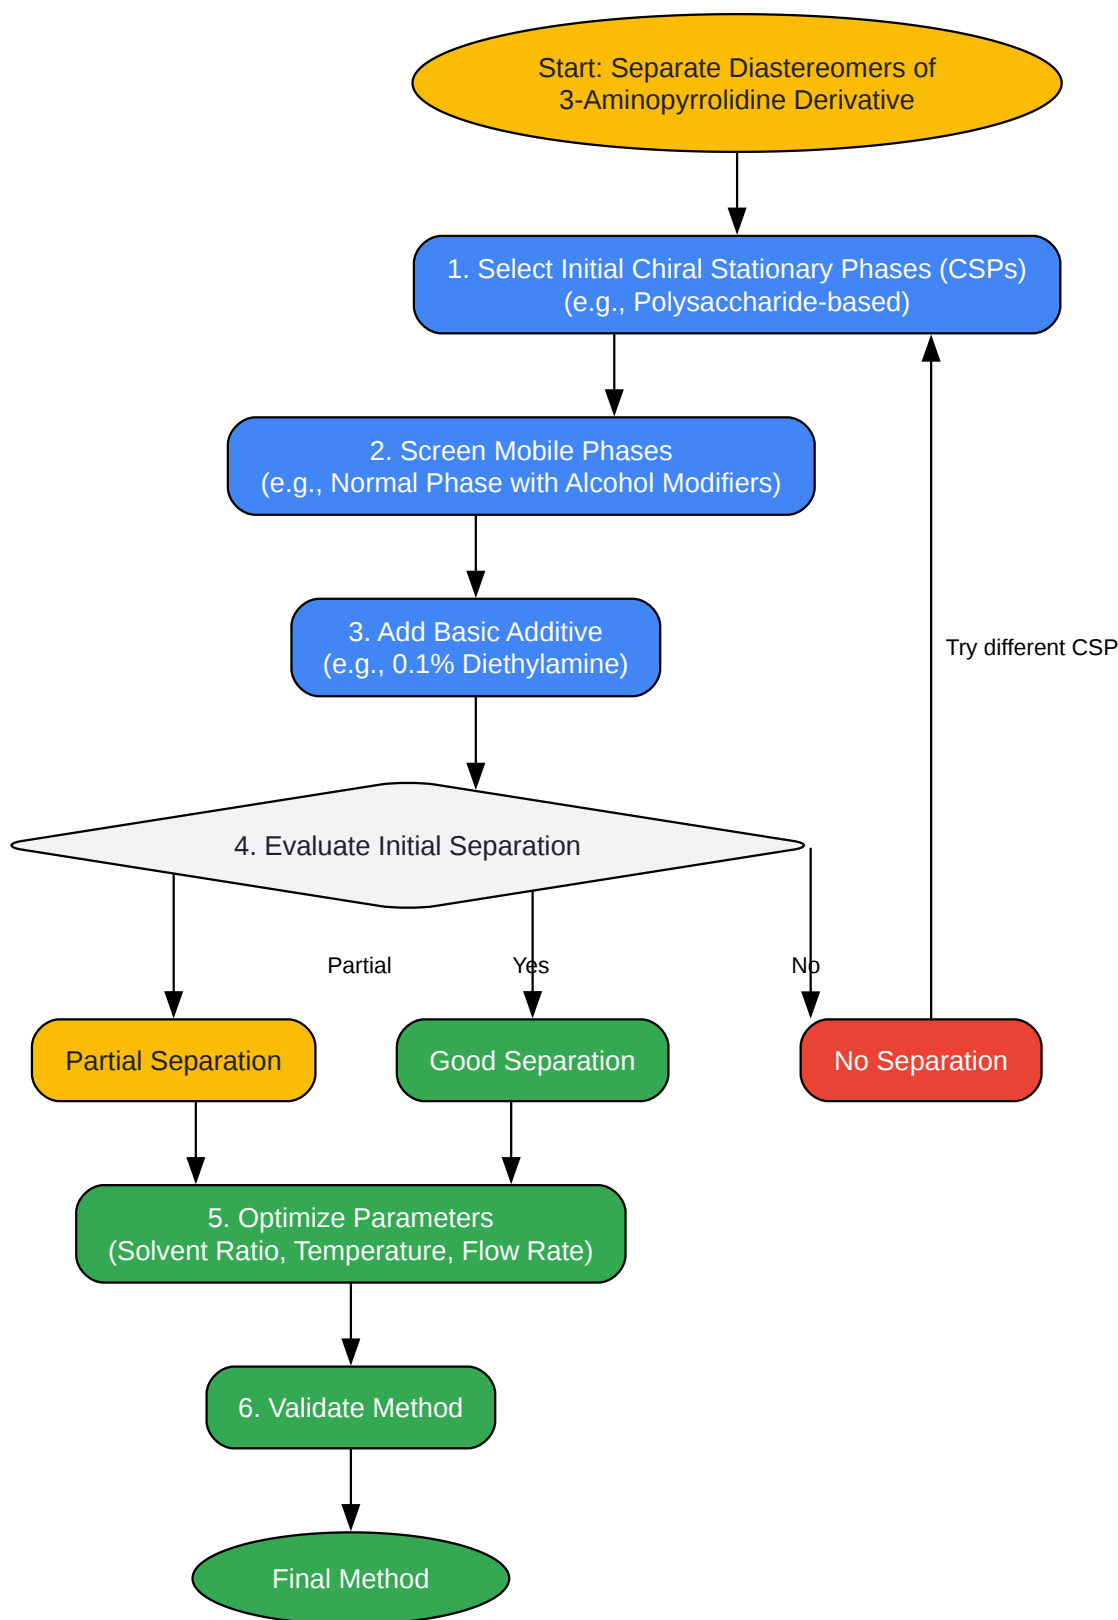 Start: Separate Diastereomers of
3-Aminopyrrolidine Derivative
1. Select Initial Chiral Stationary Phases (CSPs)
(e.g., Polysaccharide-based)
2. Screen Mobile Phases
(e.g., Normal Phase with Alcohol Modifiers)
3. Add Basic Additive
(e.g., 0.1% Diethylamine)
Try different CSP
4. Evaluate Initial Separation
Partial
Yes
No
Partial Separation
Good Separation
No Separation
5. Optimize Parameters
(Solvent Ratio, Temperature, Flow Rate)
6. Validate Method
Final Method